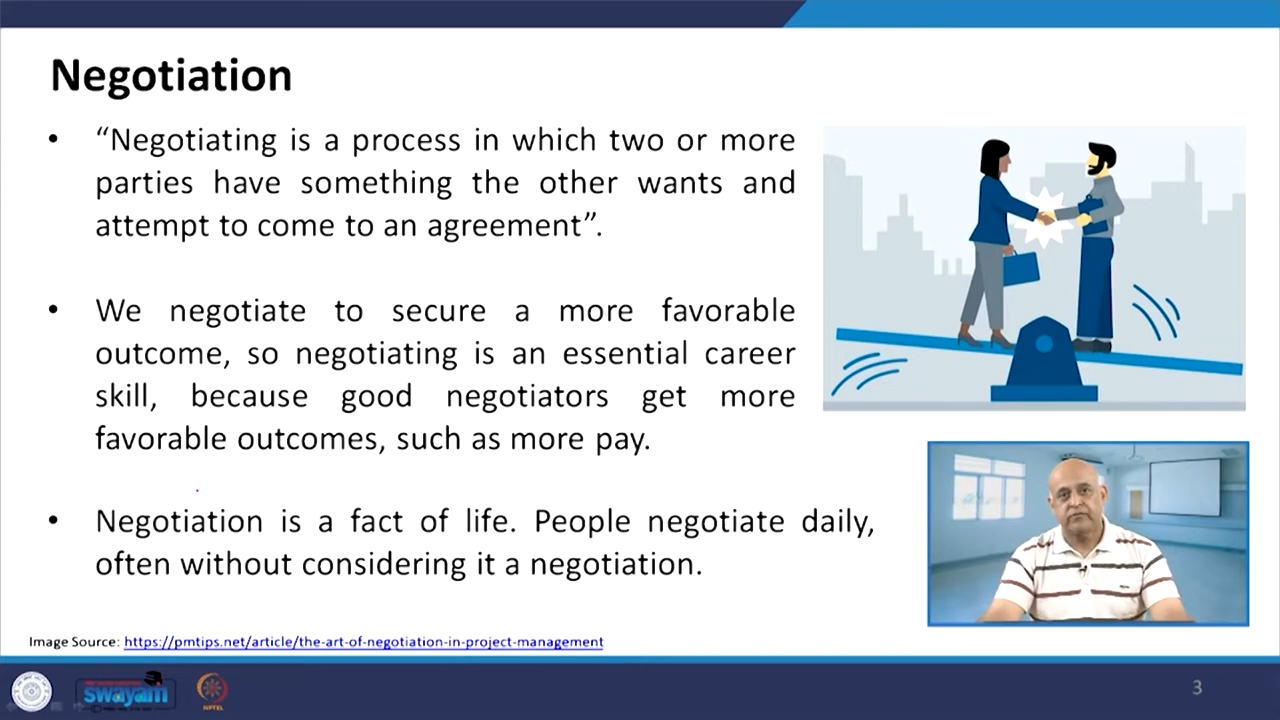 Negotiation
• “Negotiating is a process in which two or more
parties have something the other wants and
attempt to come to an agreement”.
• We negotiate to secure a more favorable
outcome, so negotiating is an essential career
skill, because good negotiators get more
favorable outcomes, such as more pay.
• Negotiation is a fact of life. People negotiate daily,
often without considering it a negotiation.
Image Source: https://pmtips.net/article/the-art-of-negotiation-in-project-management
swayam
NPTEL
3